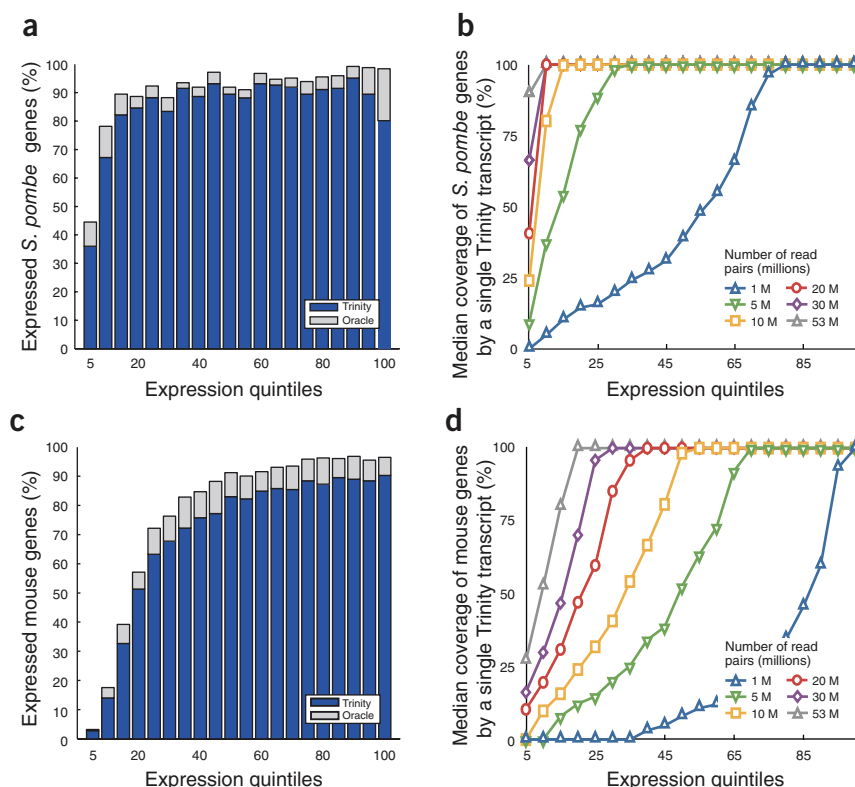 a
Expressed S. pombe genes (%)
100
90
80
70
60
50
40
30
20
10
0
Trinity
Oracle
5 20 40 60 80 100
Expression quintiles
b
Median coverage of S. pombe genes
by a single Trinity transcript (%)
100
75
50
25
0
Number of read
pairs (millions)
1 M 20 M
5 M 30 M
10 M 53 M
5 25 45 65 85
Expression quintiles
c
Expressed mouse genes (%)
100
90
80
70
60
50
40
30
20
10
0
Trinity
Oracle
5 20 40 60 80 100
Expression quintiles
d
Median coverage of mouse genes
by a single Trinity transcript (%)
100
75
50
25
0
Number of read
pairs (millions)
1 M 20 M
5 M 30 M
10 M 53 M
5 25 45 65 85
Expression quintiles